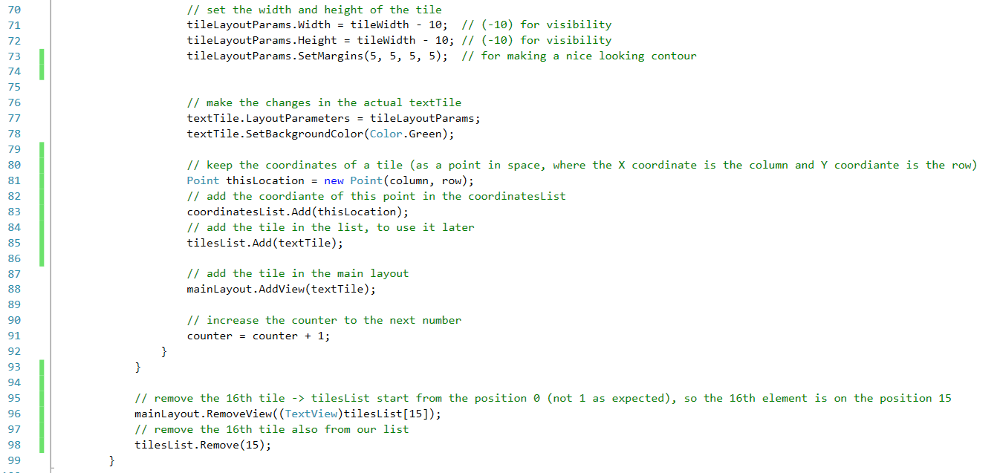 70 // set the width and height of the tile
71 tileLayoutParams.Width = tileWidth - 10;  // (-10) for visibility
72 tileLayoutParams.Height = tileWidth - 10; // (-10) for visibility
73 tileLayoutParams.SetMargins(5, 5, 5, 5);  // for making a nice looking contour
74
75
76 // make the changes in the actual textTile
77 textTile.LayoutParameters = tileLayoutParams;
78 textTile.SetBackgroundColor(Color.Green);
79
80 // keep the coordinates of a tile (as a point in space, where the X coordinate is the column and Y coordiante is the row)
81 Point thisLocation = new Point(column, row);
82 // add the coordiante of this point in the coordinatesList
83 coordinatesList.Add(thisLocation);
84 // add the tile in the list, to use it later
85 tilesList.Add(textTile);
86
87 // add the tile in the main layout
88 mainLayout.AddView(textTile);
89
90 // increase the counter to the next number
91 counter = counter + 1;
92 }
93 }
94
95 // remove the 16th tile -> tilesList start from the position 0 (not 1 as expected), so the 16th element is on the position 15
96 mainLayout.RemoveView((TextView)tilesList[15]);
97 // remove the 16th tile also from our list
98 tilesList.Remove(15);
99 }